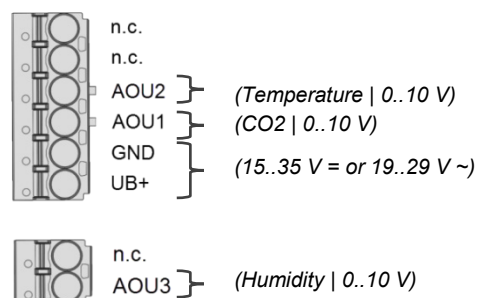 n.c.
n.c.
AOU2 (Temperature | 0..10 V)
AOU1 (CO2 | 0..10 V)
GND
UB+ (15..35 V = or 19..29 V ~)
n.c.
AOU3 (Humidity | 0..10 V)